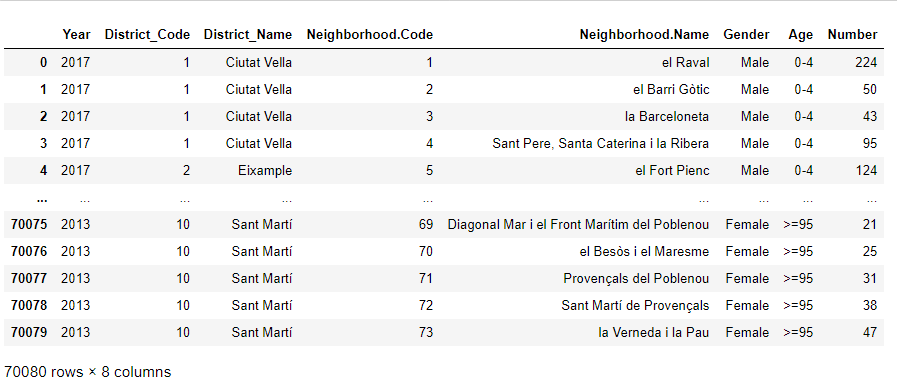 Year District_Code District_Name Neighborhood.Code Neighborhood.Name Gender Age Number
0 2017 1 Ciutat Vella 1 el Raval Male 0-4 224
1 2017 1 Ciutat Vella 2 el Barri Gòtic Male 0-4 50
2 2017 1 Ciutat Vella 3 la Barceloneta Male 0-4 43
3 2017 1 Ciutat Vella 4 Sant Pere, Santa Caterina i la Ribera Male 0-4 95
4 2017 2 Eixample 5 el Fort Pienc Male 0-4 124
... ... ... ... ... ... ... ... ...
70075 2013 10 Sant Martí 69 Diagonal Mar i el Front Marítim del Poblenou Female >=95 21
70076 2013 10 Sant Martí 70 el Besòs i el Maresme Female >=95 25
70077 2013 10 Sant Martí 71 Provençals del Poblenou Female >=95 31
70078 2013 10 Sant Martí 72 Sant Martí de Provençals Female >=95 38
70079 2013 10 Sant Martí 73 la Verneda i la Pau Female >=95 47
70080 rows × 8 columns